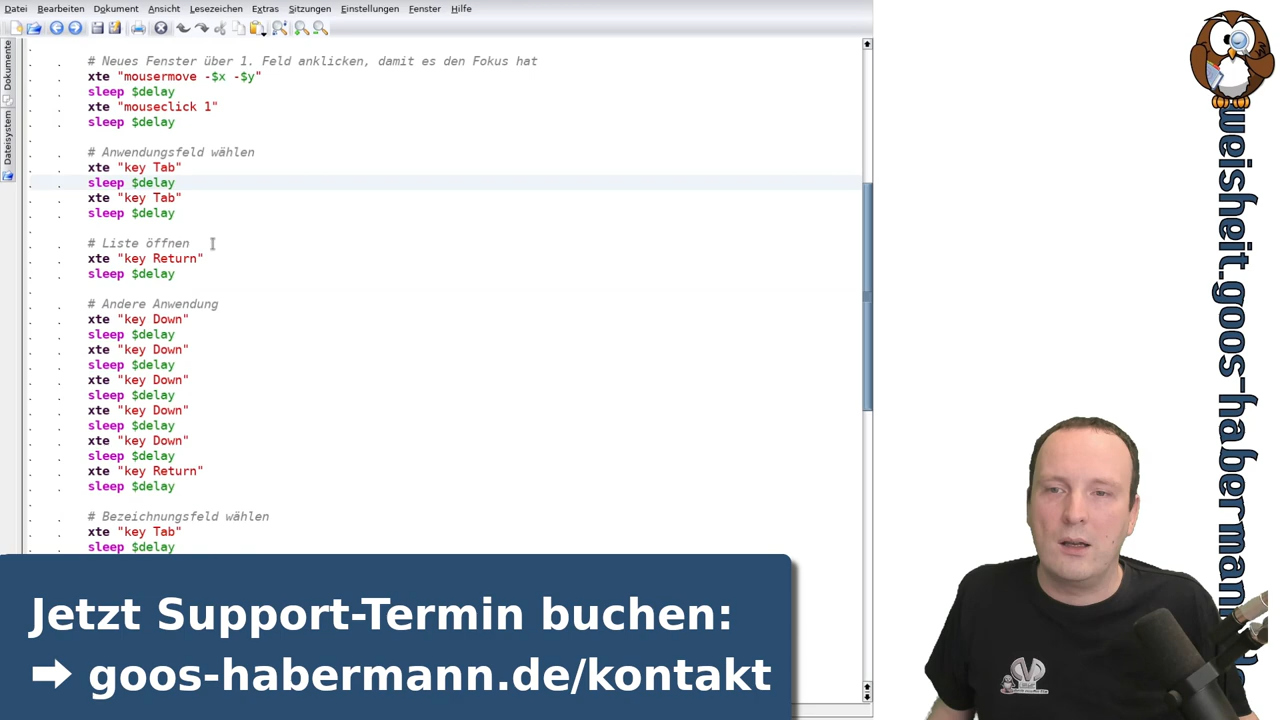 Datei Bearbeiten Dokument Ansicht Lesezeichen Extras Sitzungen Einstellungen Fenster Hilfe
Dokumente
Dateisystem
# Neues Fenster über 1. Feld anklicken, damit es den Fokus hat
xte "mousermove -$x -$y"
sleep $delay
xte "mouseclick 1"
sleep $delay
# Anwendungsfeld wählen
xte "key Tab"
sleep $delay
xte "key Tab"
sleep $delay
# Liste öffnen
xte "key Return"
sleep $delay
# Andere Anwendung
xte "key Down"
sleep $delay
xte "key Down"
sleep $delay
xte "key Down"
sleep $delay
xte "key Down"
sleep $delay
xte "key Down"
sleep $delay
xte "key Return"
sleep $delay
# Bezeichnungsfeld wählen
xte "key Tab"
sleep $delay
Jetzt Support-Termin buchen:
➡ goos-habermann.de/kontakt
weisheit.goos-habermann.de